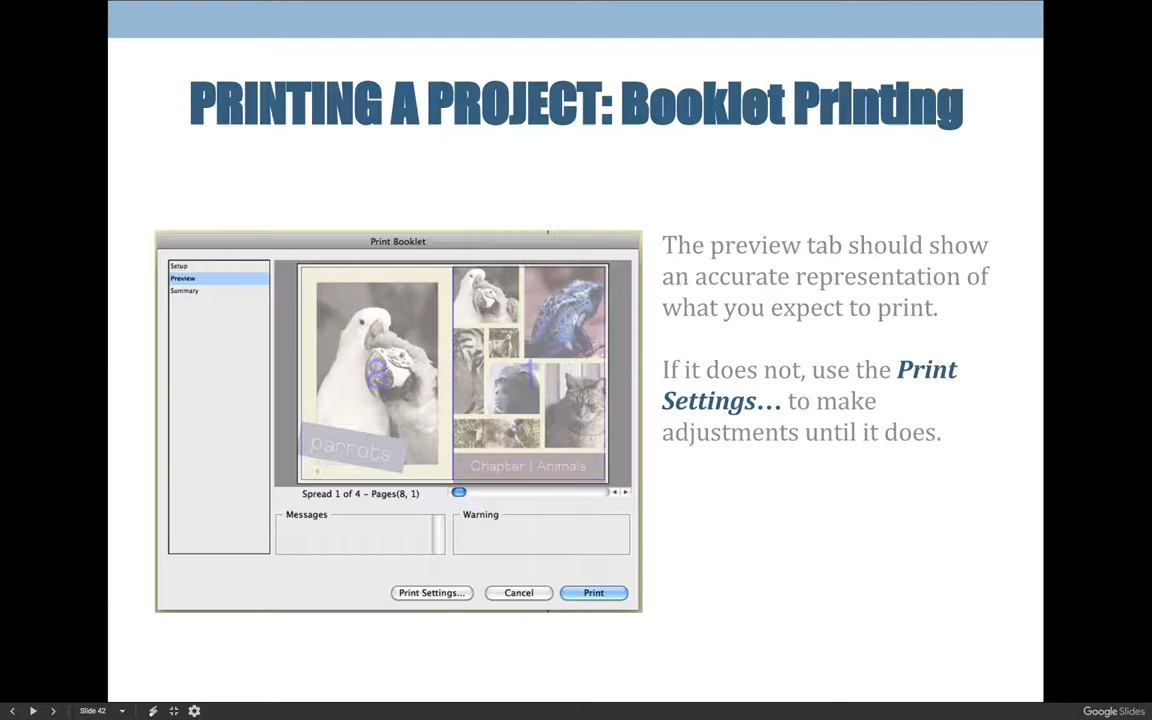 PRINTING A PROJECT: Booklet Printing
Print Booklet
Setup
Preview
Summary
8
1
parrots
8
Chapter | Animals
Spread 1 of 4 - Pages(8, 1)
Messages
Warning
Print Settings...
Cancel
Print
The preview tab should show
an accurate representation of
what you expect to print.
If it does not, use the Print
Settings… to make
adjustments until it does.
Slide 42
Google Slides